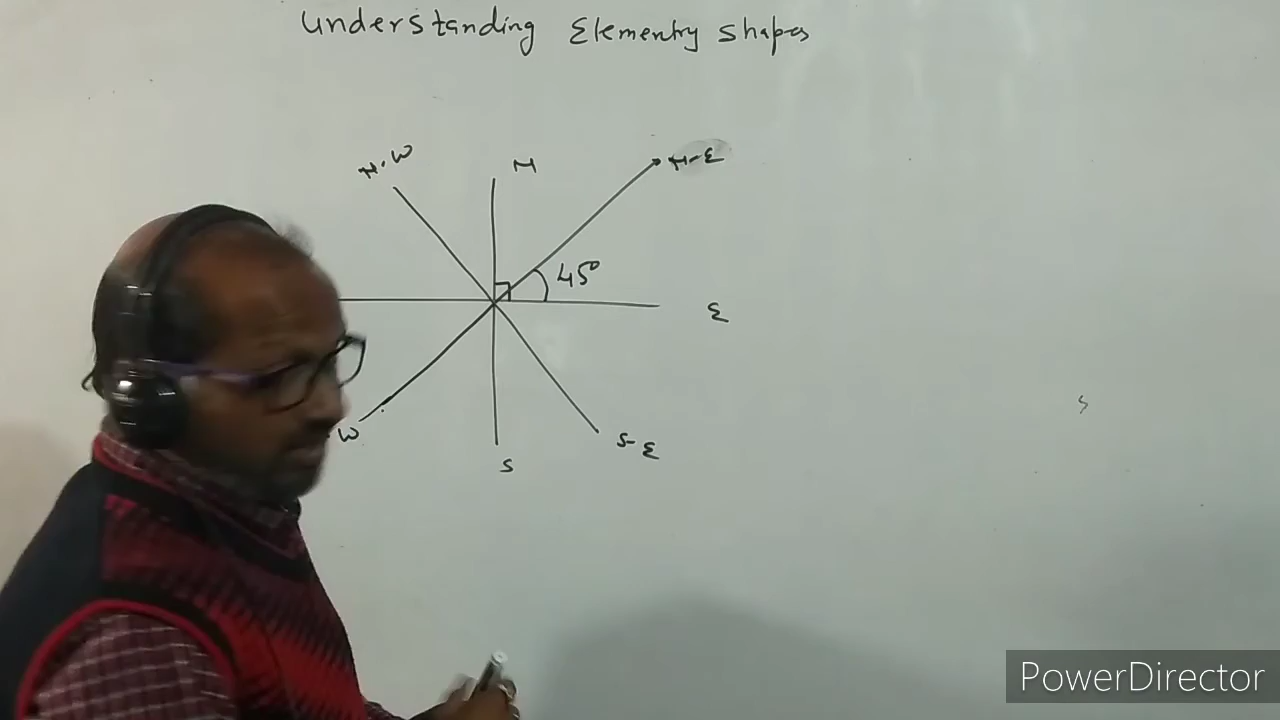 Understanding Elementry Shapes
N-W
N
N-E
45°
E
W
S
S-E
PowerDirector